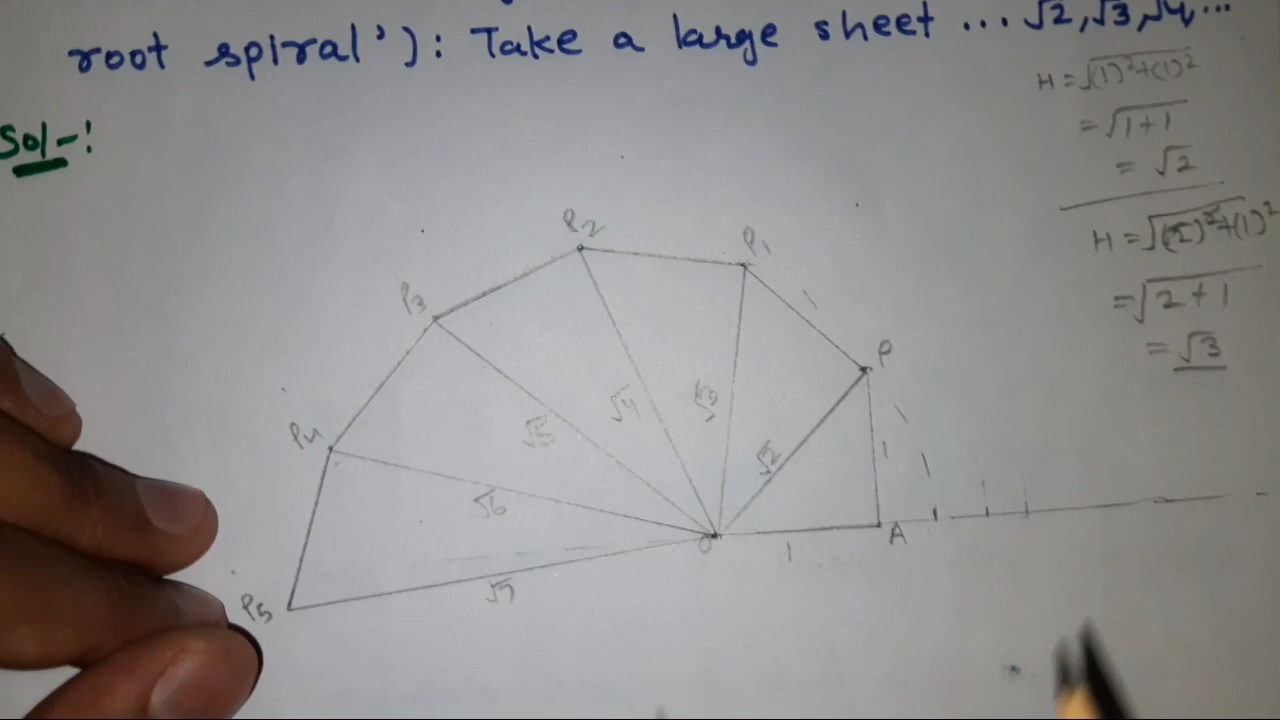 root spiral'): Take a large sheet ... √2,√3,√4...
Sol-:
H=√(1)²+(1)²
=√1+1
= √2
H=√(√2)²+(1)²
=√2+1
=√3
P2
P1
P3
1
P
P4
√5
√3
√2
1
√6
O
1
A
P5
√7